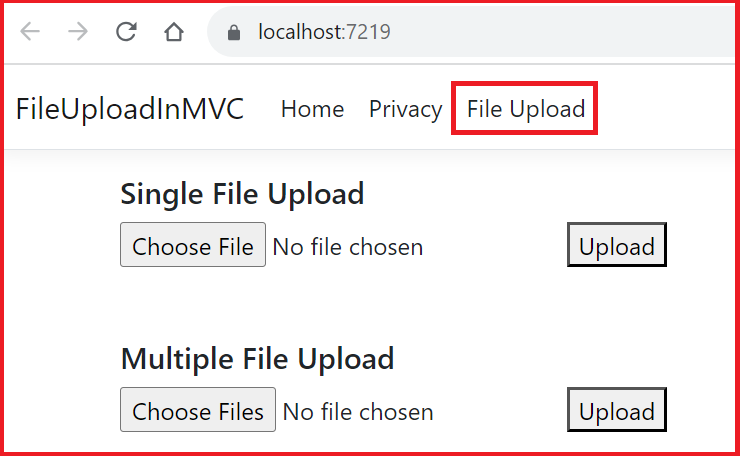 localhost:7219
FileUploadInMVC Home Privacy File Upload
Single File Upload
Choose File No file chosen Upload
Multiple File Upload
Choose Files No file chosen Upload